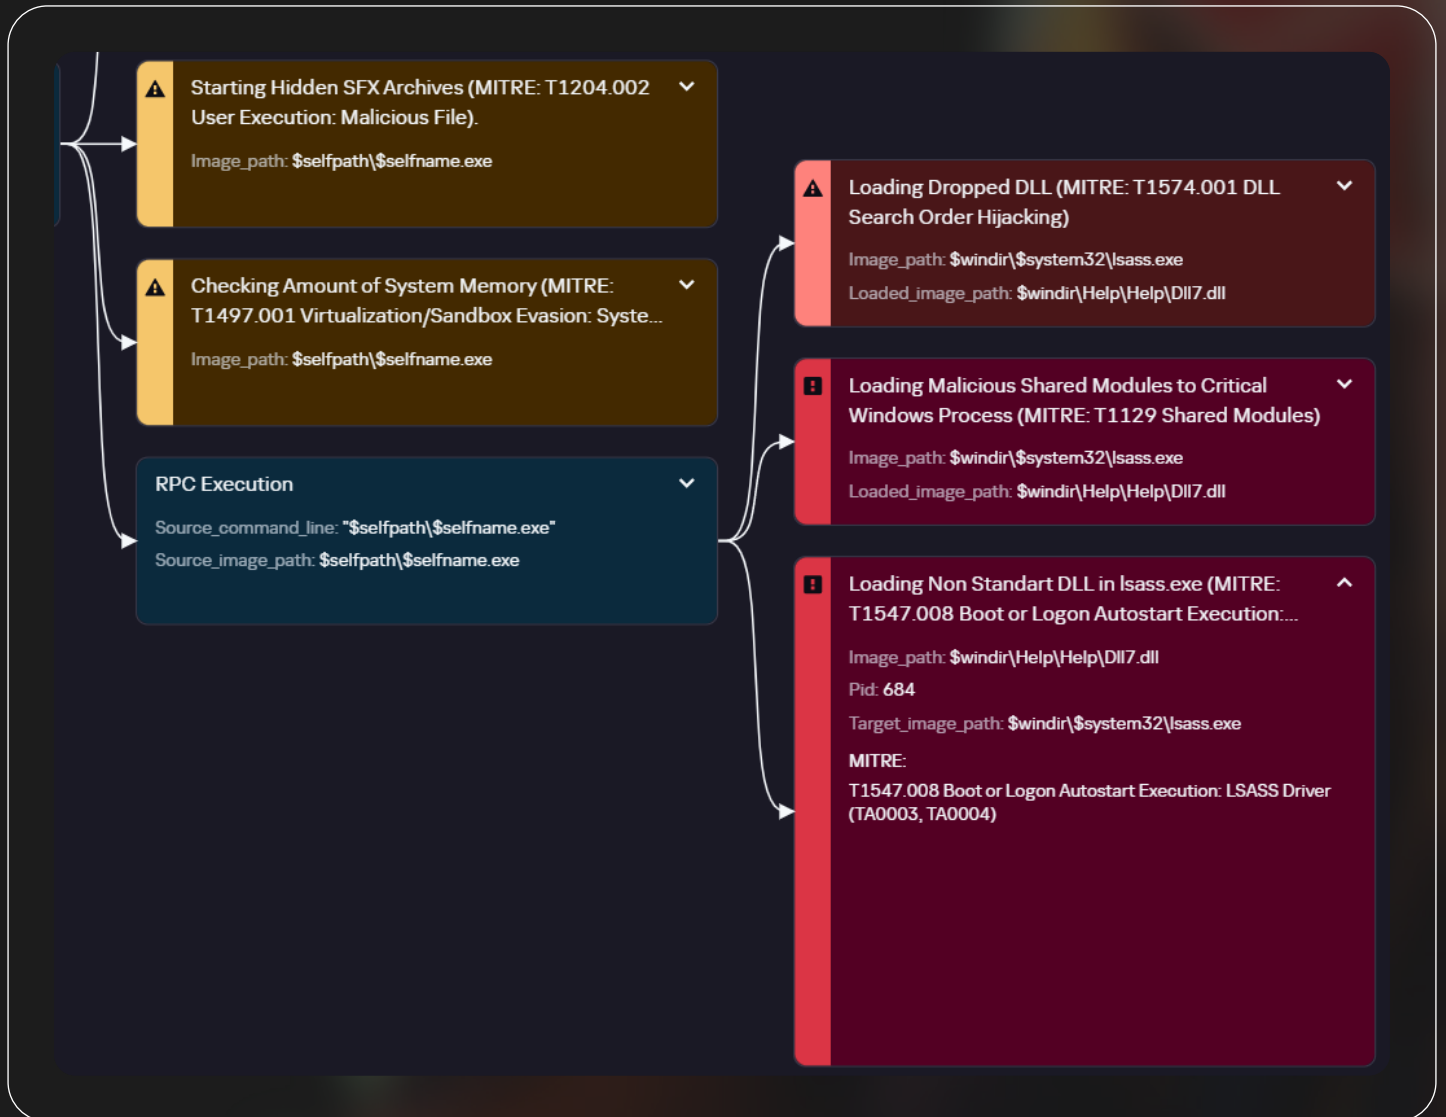 Starting Hidden SFX Archives (MITRE: T1204.002
User Execution: Malicious File).
Image_path: $selfpath\$selfname.exe
Checking Amount of System Memory (MITRE:
T1497.001 Virtualization/Sandbox Evasion: Syste...
Image_path: $selfpath\$selfname.exe
RPC Execution
Source_command_line: "$selfpath\$selfname.exe"
Source_image_path: $selfpath\$selfname.exe
Loading Dropped DLL (MITRE: T1574.001 DLL
Search Order Hijacking)
Image_path: $windir\$system32\lsass.exe
Loaded_image_path: $windir\Help\Help\Dll7.dll
Loading Malicious Shared Modules to Critical
Windows Process (MITRE: T1129 Shared Modules)
Image_path: $windir\$system32\lsass.exe
Loaded_image_path: $windir\Help\Help\Dll7.dll
Loading Non Standart DLL in lsass.exe (MITRE:
T1547.008 Boot or Logon Autostart Execution:...
Image_path: $windir\Help\Help\Dll7.dll
Pid: 684
Target_image_path: $windir\$system32\lsass.exe
MITRE:
T1547.008 Boot or Logon Autostart Execution: LSASS Driver
(TA0003, TA0004)